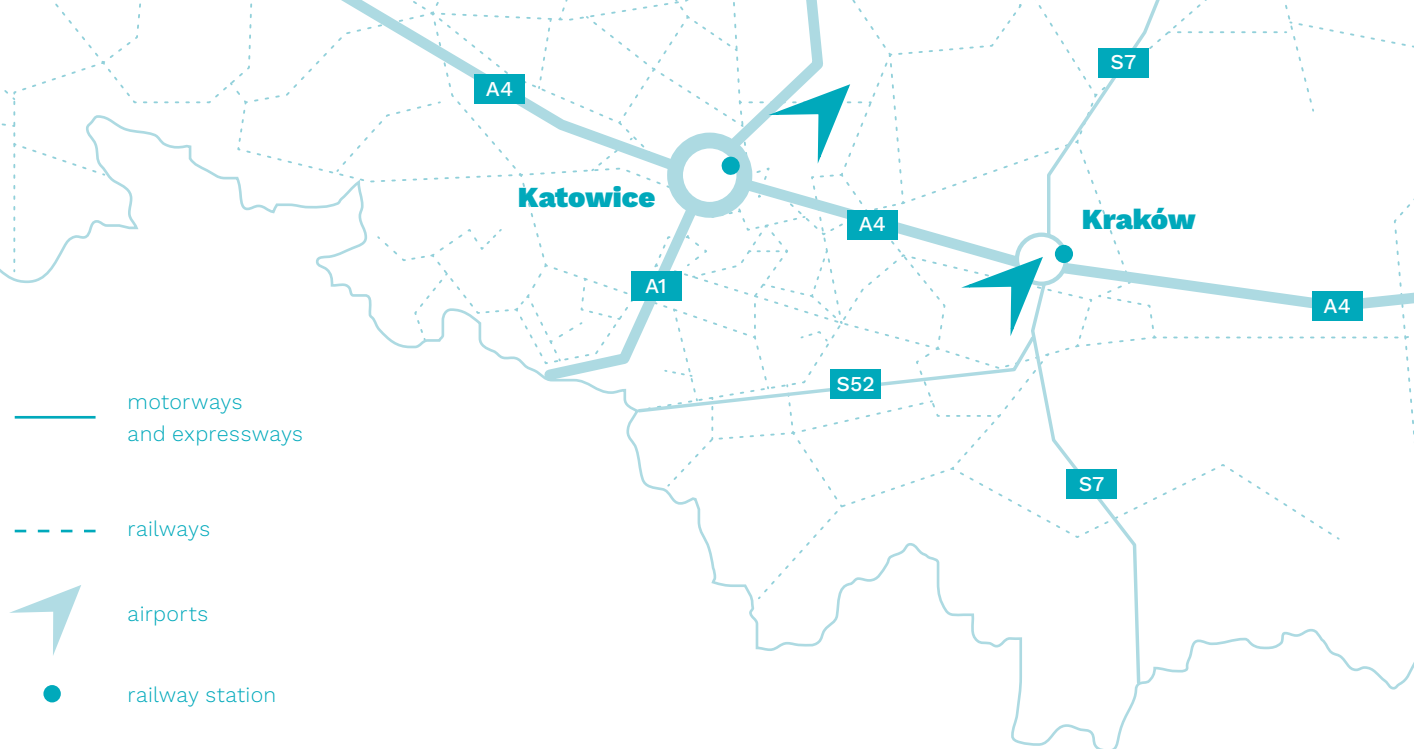 S7
A4
Katowice
Kraków
A4
A1
A4
S52
motorways
and expressways
S7
railways
airports
railway station